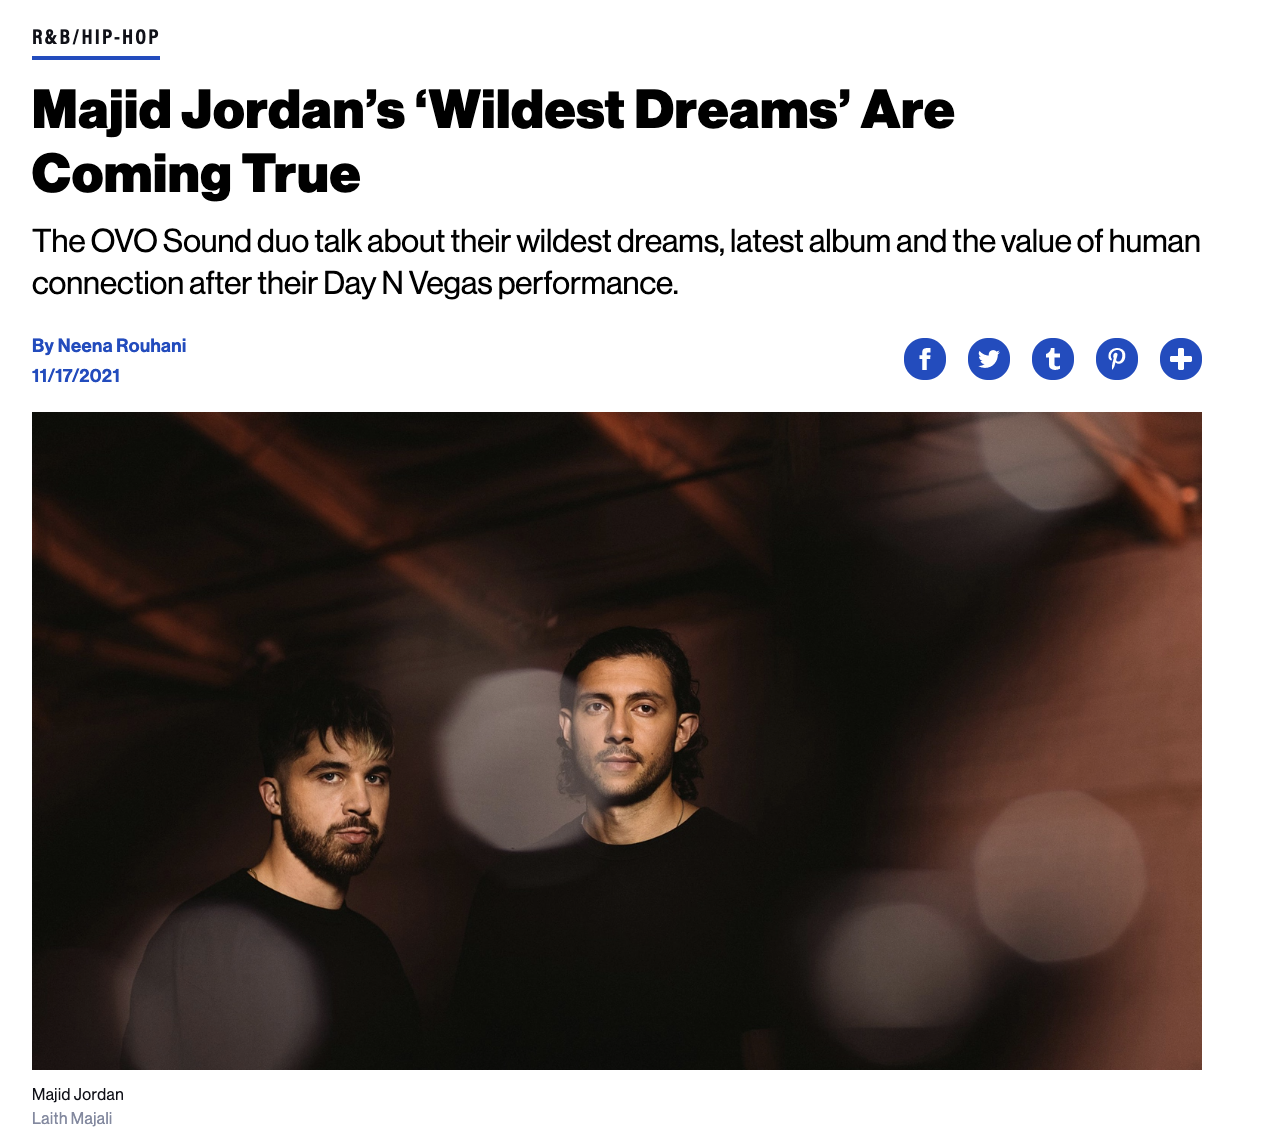 R&B/HIP-HOP
Majid Jordan’s ‘Wildest Dreams’ Are
Coming True
The OVO Sound duo talk about their wildest dreams, latest album and the value of human
connection after their Day N Vegas performance.
By Neena Rouhani
11/17/2021
Majid Jordan
Laith Majali